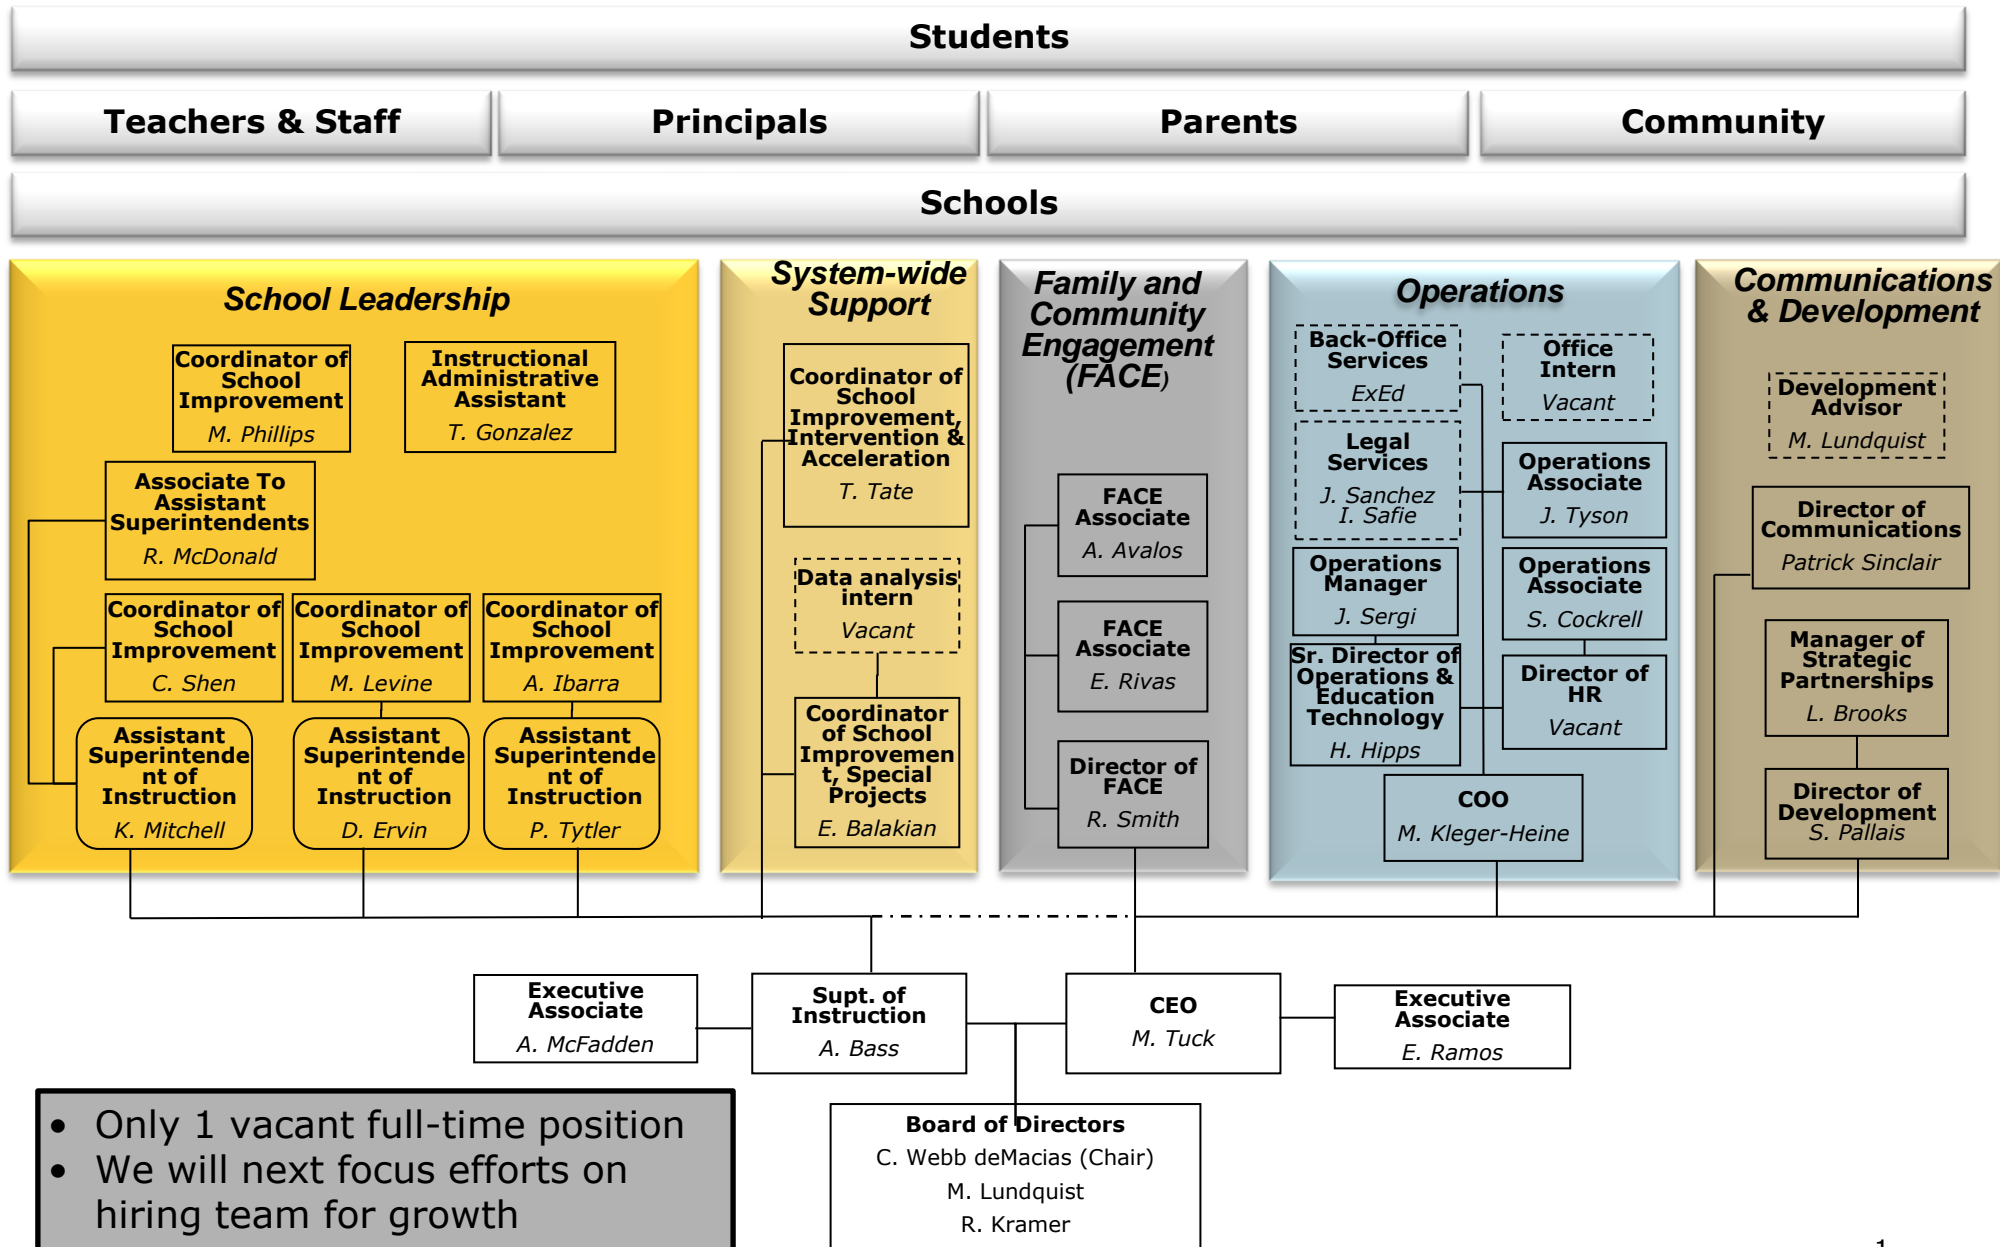 Students
Teachers & Staff
Principals
Parents
Community
Schools
School Leadership
Coordinator of
School
Improvement
M. Phillips
Instructional
Administrative
Assistant
T. Gonzalez
Associate To
Assistant
Superintendents
R. McDonald
Coordinator of
School
Improvement
C. Shen
Coordinator of
School
Improvement
M. Levine
Coordinator of
School
Improvement
A. Ibarra
Assistant
Superintende
nt of
Instruction
K. Mitchell
Assistant
Superintende
nt of
Instruction
D. Ervin
Assistant
Superintende
nt of
Instruction
P. Tytler
System-wide
Support
Coordinator of
School
Improvement,
Intervention &
Acceleration
T. Tate
Data analysis
intern
Vacant
Coordinator
of School
Improvemen
t, Special
Projects
E. Balakian
Family and
Community
Engagement
(FACE)
FACE
Associate
A. Avalos
FACE
Associate
E. Rivas
Director of
FACE
R. Smith
Operations
Back-Office
Services
ExEd
Office
Intern
Vacant
Legal
Services
J. Sanchez
I. Safie
Operations
Associate
J. Tyson
Operations
Manager
J. Sergi
Operations
Associate
S. Cockrell
Sr. Director of
Operations &
Education
Technology
H. Hipps
Director of
HR
Vacant
COO
M. Kleger-Heine
Communications
& Development
Development
Advisor
M. Lundquist
Director of
Communications
Patrick Sinclair
Manager of
Strategic
Partnerships
L. Brooks
Director of
Development
S. Pallais
Executive
Associate
A. McFadden
Supt. of
Instruction
A. Bass
CEO
M. Tuck
Executive
Associate
E. Ramos
Board of Directors
C. Webb deMacias (Chair)
M. Lundquist
R. Kramer
• Only 1 vacant full-time position
• We will next focus efforts on
hiring team for growth
1